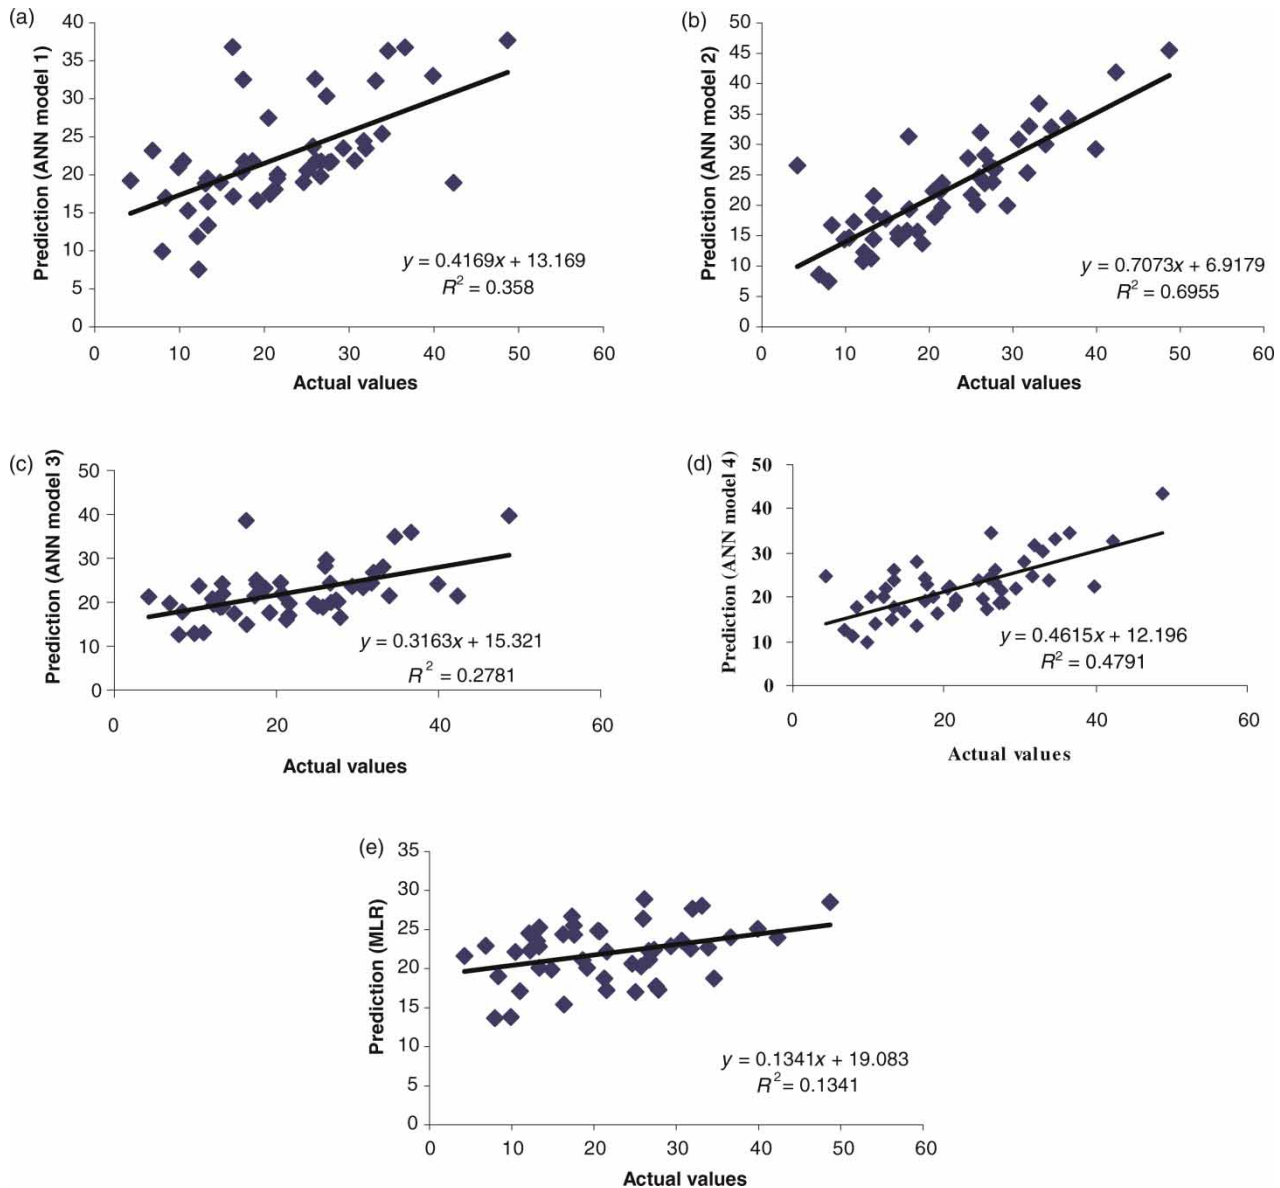 (a)
Prediction (ANN model 1)
40
35
30
25
20
15
10
5
0
0 10 20 30 40 50 60
y = 0.4169x + 13.169
R² = 0.358
Actual values
(b)
Prediction (ANN model 2)
50
45
40
35
30
25
20
15
10
5
0
0 10 20 30 40 50 60
y = 0.7073x + 6.9179
R² = 0.6955
Actual values
(c)
Prediction (ANN model 3)
50
40
30
20
10
0
0 20 40 60
y = 0.3163x + 15.321
R² = 0.2781
Actual values
(d)
Prediction (ANN model 4)
50
40
30
20
10
0
0 20 40 60
y = 0.4615x + 12.196
R² = 0.4791
Actual values
(e)
Prediction (MLR)
35
30
25
20
15
10
5
0
0 10 20 30 40 50 60
y = 0.1341x + 19.083
R² = 0.1341
Actual values